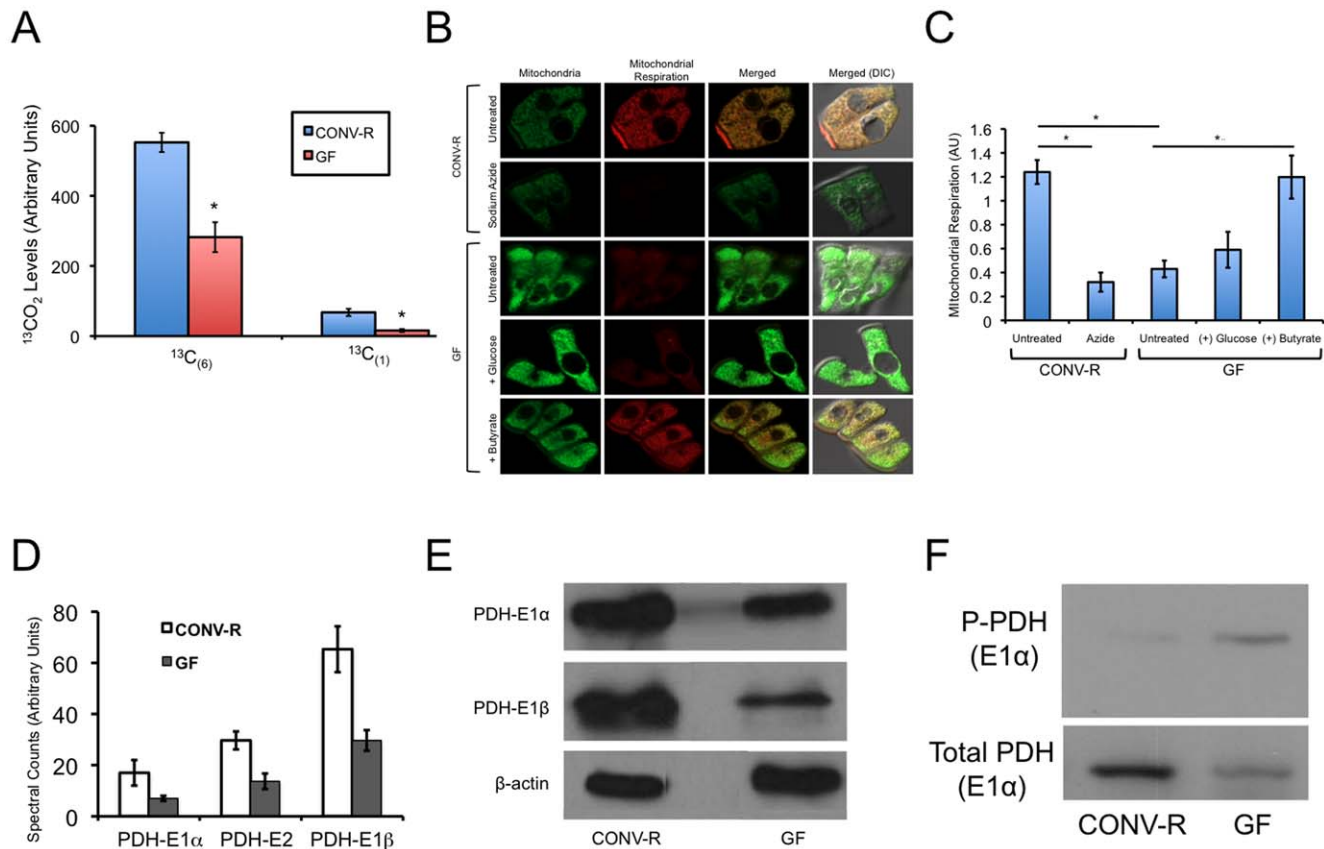 A
¹³CO₂ Levels (Arbitrary Units)
600
400
200
0
CONV-R
GF
*
*
¹³C₍₆₎
¹³C₍₁₎
B
Mitochondria
Mitochondrial Respiration
Merged
Merged (DIC)
CONV-R
Untreated
Sodium Azide
GF
Untreated
+ Glucose
+ Butyrate
C
Mitochondrial Respiration (AU)
1.6
1.4
1.2
1
0.8
0.6
0.4
0.2
0
*
*
*
Untreated
Azide
Untreated
(+) Glucose
(+) Butyrate
CONV-R
GF
D
Spectral Counts (Arbitrary Units)
80
60
40
20
0
CONV-R
GF
PDH-E1α
PDH-E2
PDH-E1β
E
PDH-E1α
PDH-E1β
β-actin
CONV-R
GF
F
P-PDH
(E1α)
Total PDH
(E1α)
CONV-R
GF